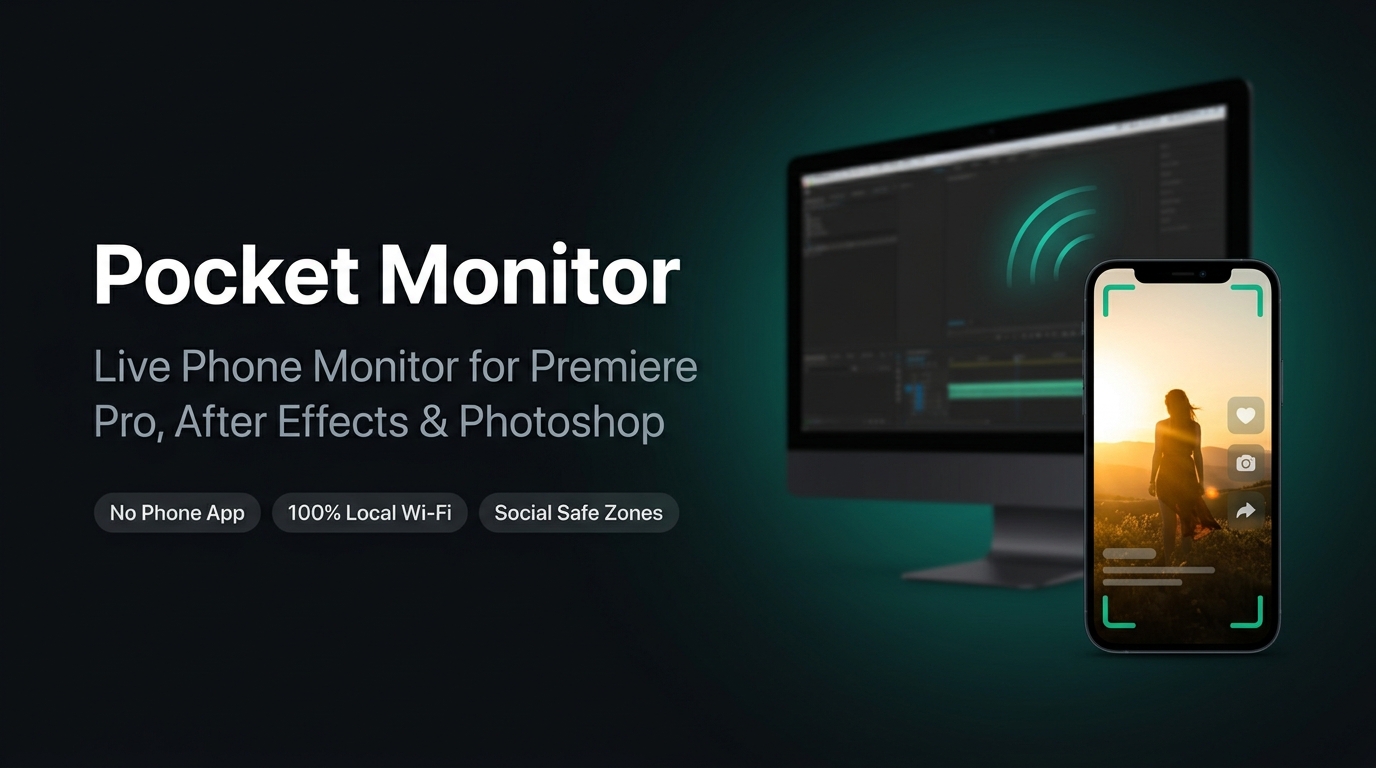 Pocket Monitor
Live Phone Monitor for Premiere
Pro, After Effects & Photoshop
No Phone App
100% Local Wi-Fi
Social Safe Zones